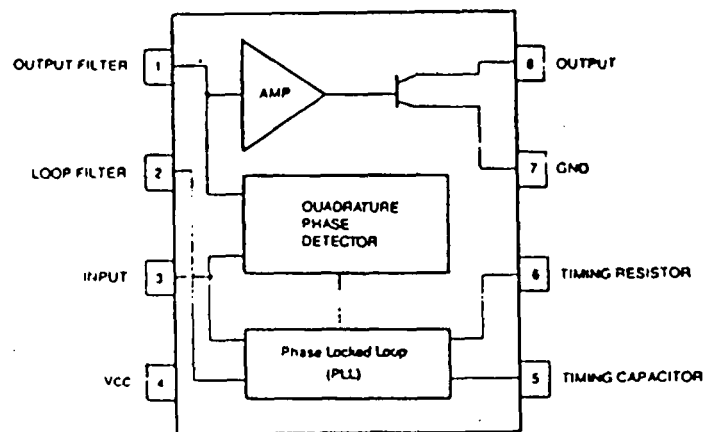 OUTPUT FILTER 1
AMP
8 OUTPUT
LOOP FILTER 2
7 GND
QUADRATURE
PHASE
DETECTOR
INPUT 3
6 TIMING RESISTOR
Phase Locked Loop
(PLL)
VCC 4
5 TIMING CAPACITOR